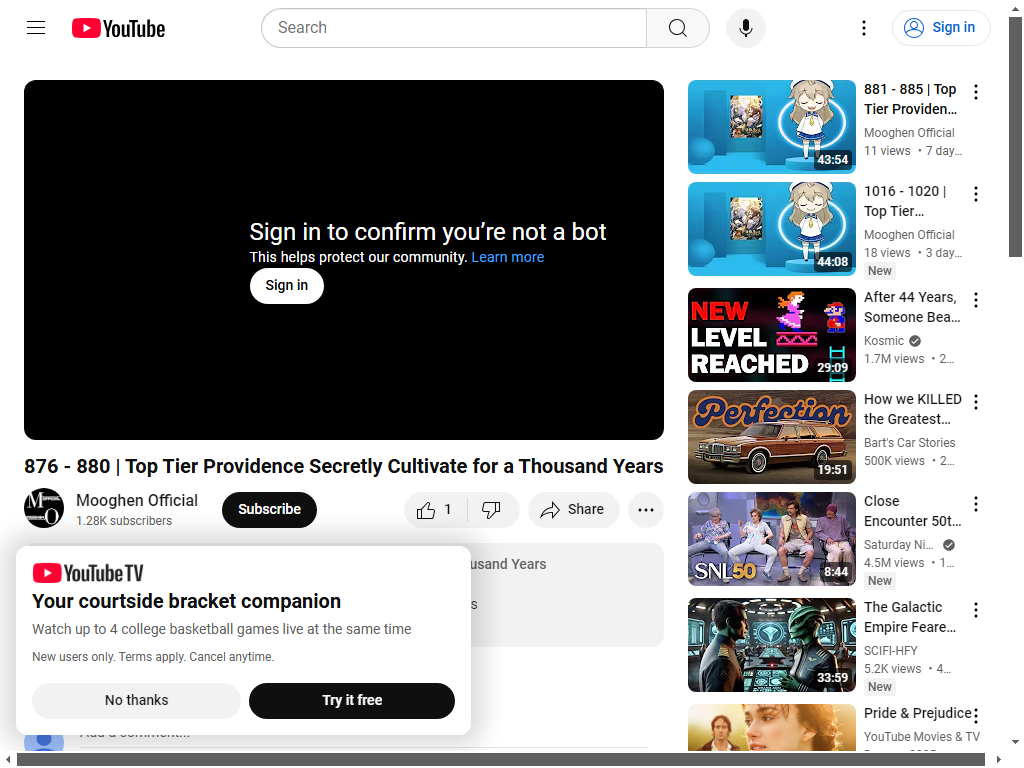 YouTube
Search
Sign in
Sign in to confirm you’re not a bot
This helps protect our community. Learn more
Sign in
876 - 880 | Top Tier Providence Secretly Cultivate for a Thousand Years
Mooghen Official
1.28K subscribers
Subscribe
1
Share
usand Years
s
YouTube TV
Your courtside bracket companion
Watch up to 4 college basketball games live at the same time
New users only. Terms apply. Cancel anytime.
No thanks
Try it free
Add a comment...
43:54
881 - 885 | Top
Tier Providen...
Mooghen Official
11 views • 7 day...
44:08
1016 - 1020 |
Top Tier...
Mooghen Official
18 views • 3 day...
New
NEW
LEVEL
REACHED
29:09
After 44 Years,
Someone Bea...
Kosmic
1.7M views • 2...
Perfection
19:51
How we KILLED
the Greatest...
Bart's Car Stories
500K views • 2...
SNL50
8:44
Close
Encounter 50t...
Saturday Ni...
4.5M views • 1...
New
33:59
The Galactic
Empire Feare...
SCIFI-HFY
5.2K views • 4...
New
Pride & Prejudice
YouTube Movies & TV